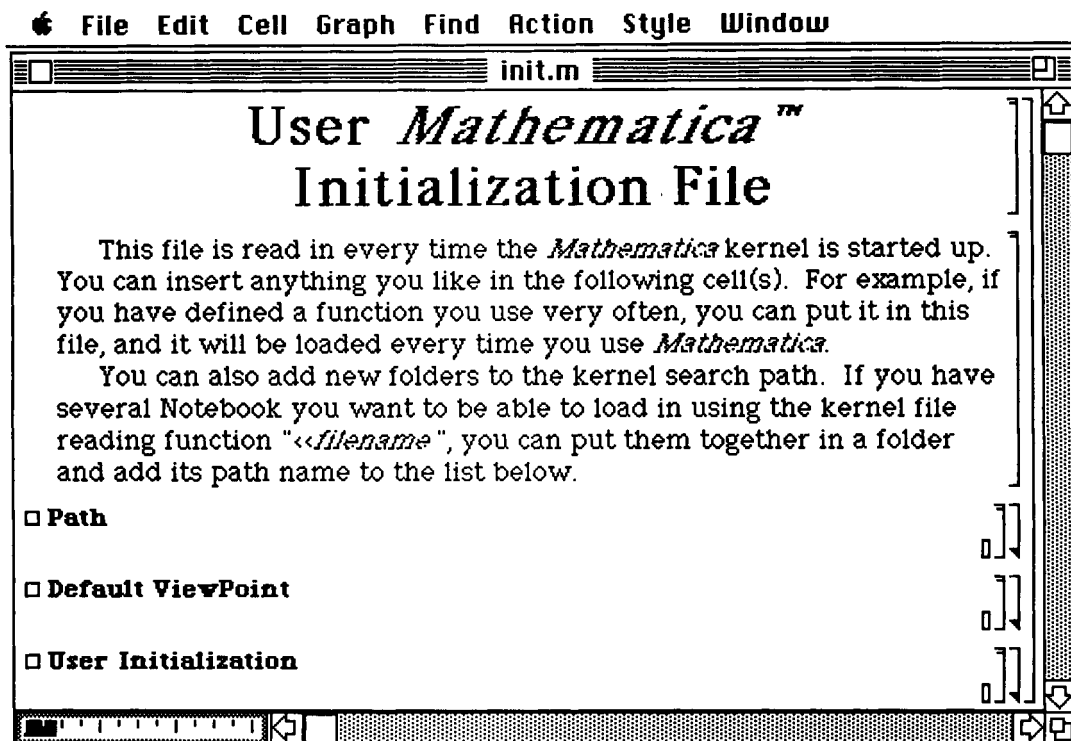 File Edit Cell Graph Find Action Style Window
init.m
User Mathematica™
Initialization File
This file is read in every time the Mathematica kernel is started up.
You can insert anything you like in the following cell(s). For example, if
you have defined a function you use very often, you can put it in this
file, and it will be loaded every time you use Mathematica.
You can also add new folders to the kernel search path. If you have
several Notebook you want to be able to load in using the kernel file
reading function "<<filename", you can put them together in a folder
and add its path name to the list below.
Path
Default ViewPoint
User Initialization